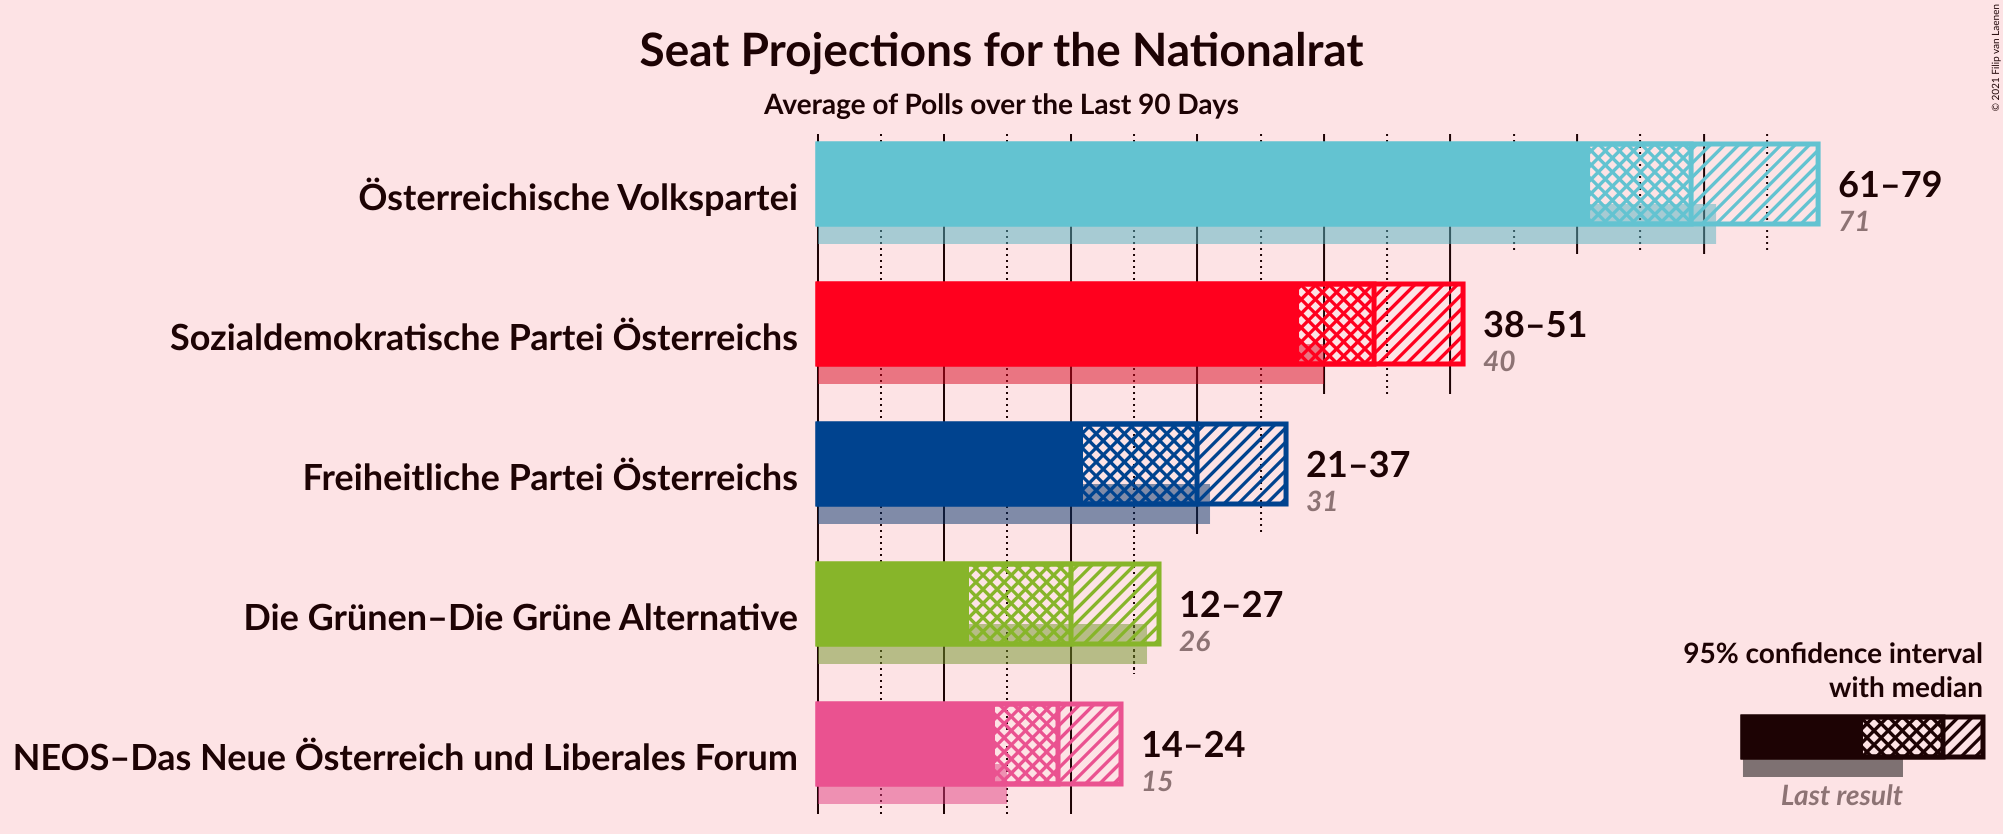 Seat Projections for the Nationalrat
Average of Polls over the Last 90 Days
© 2021 Filip van Laenen
Österreichische Volkspartei
61–79
71
Sozialdemokratische Partei Österreichs
38–51
40
Freiheitliche Partei Österreichs
21–37
31
Die Grünen–Die Grüne Alternative
12–27
26
NEOS–Das Neue Österreich und Liberales Forum
14–24
15
95% confidence interval
with median
Last result